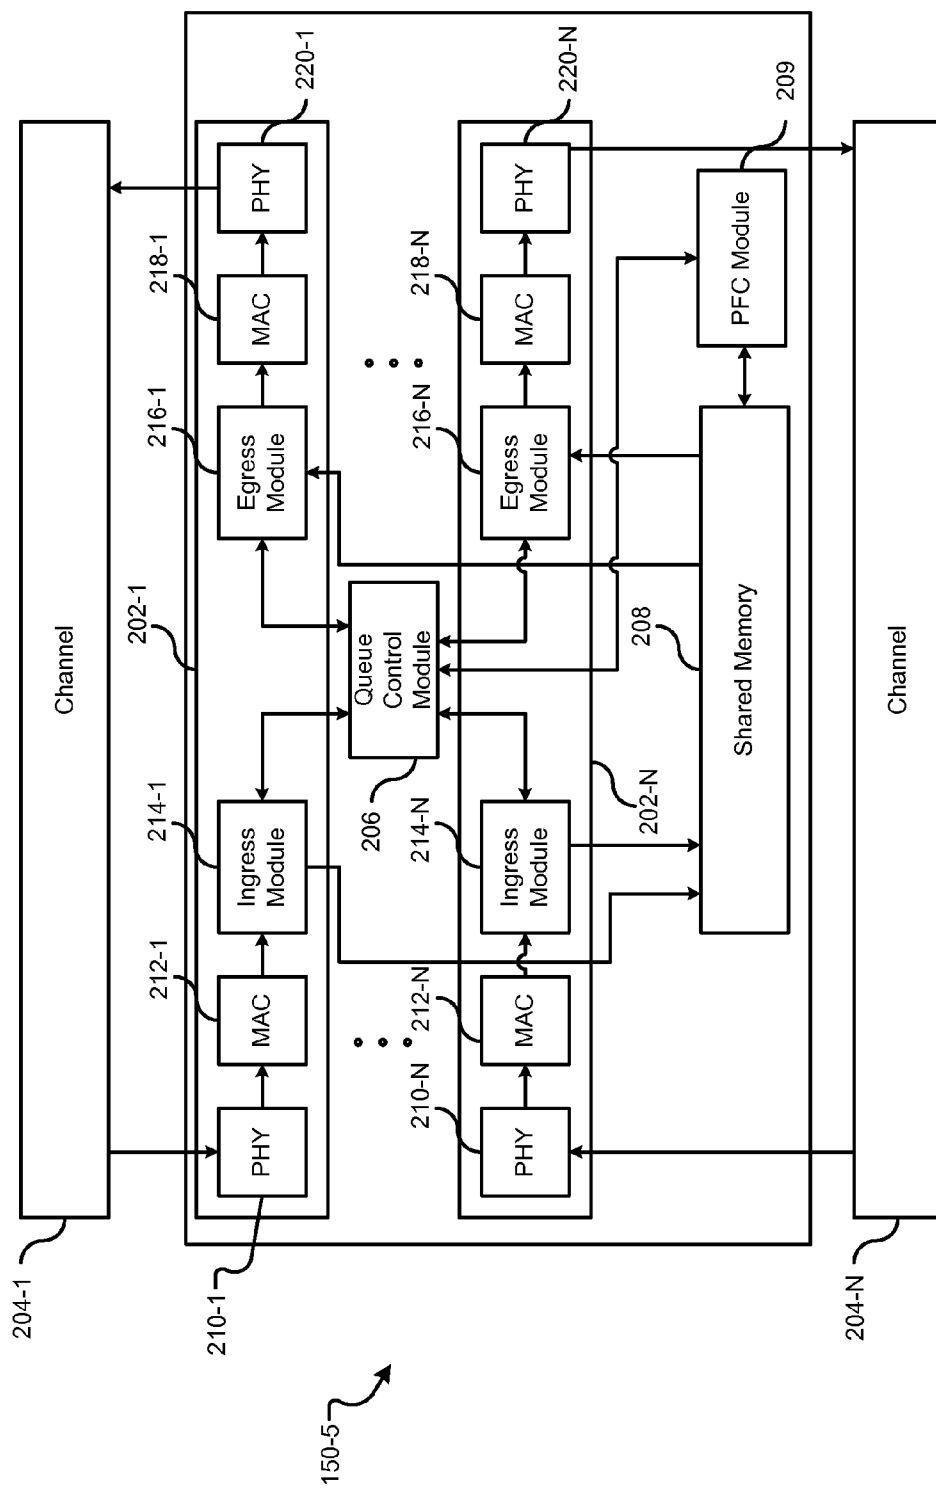 150-5
204-1
Channel
210-1
202-1
PHY
212-1
MAC
214-1
Ingress
Module
216-1
Egress
Module
218-1
MAC
220-1
PHY
206
Queue
Control
Module
210-N
PHY
212-N
MAC
214-N
Ingress
Module
216-N
Egress
Module
218-N
MAC
220-N
PHY
202-N
208
Shared Memory
209
PFC Module
204-N
Channel